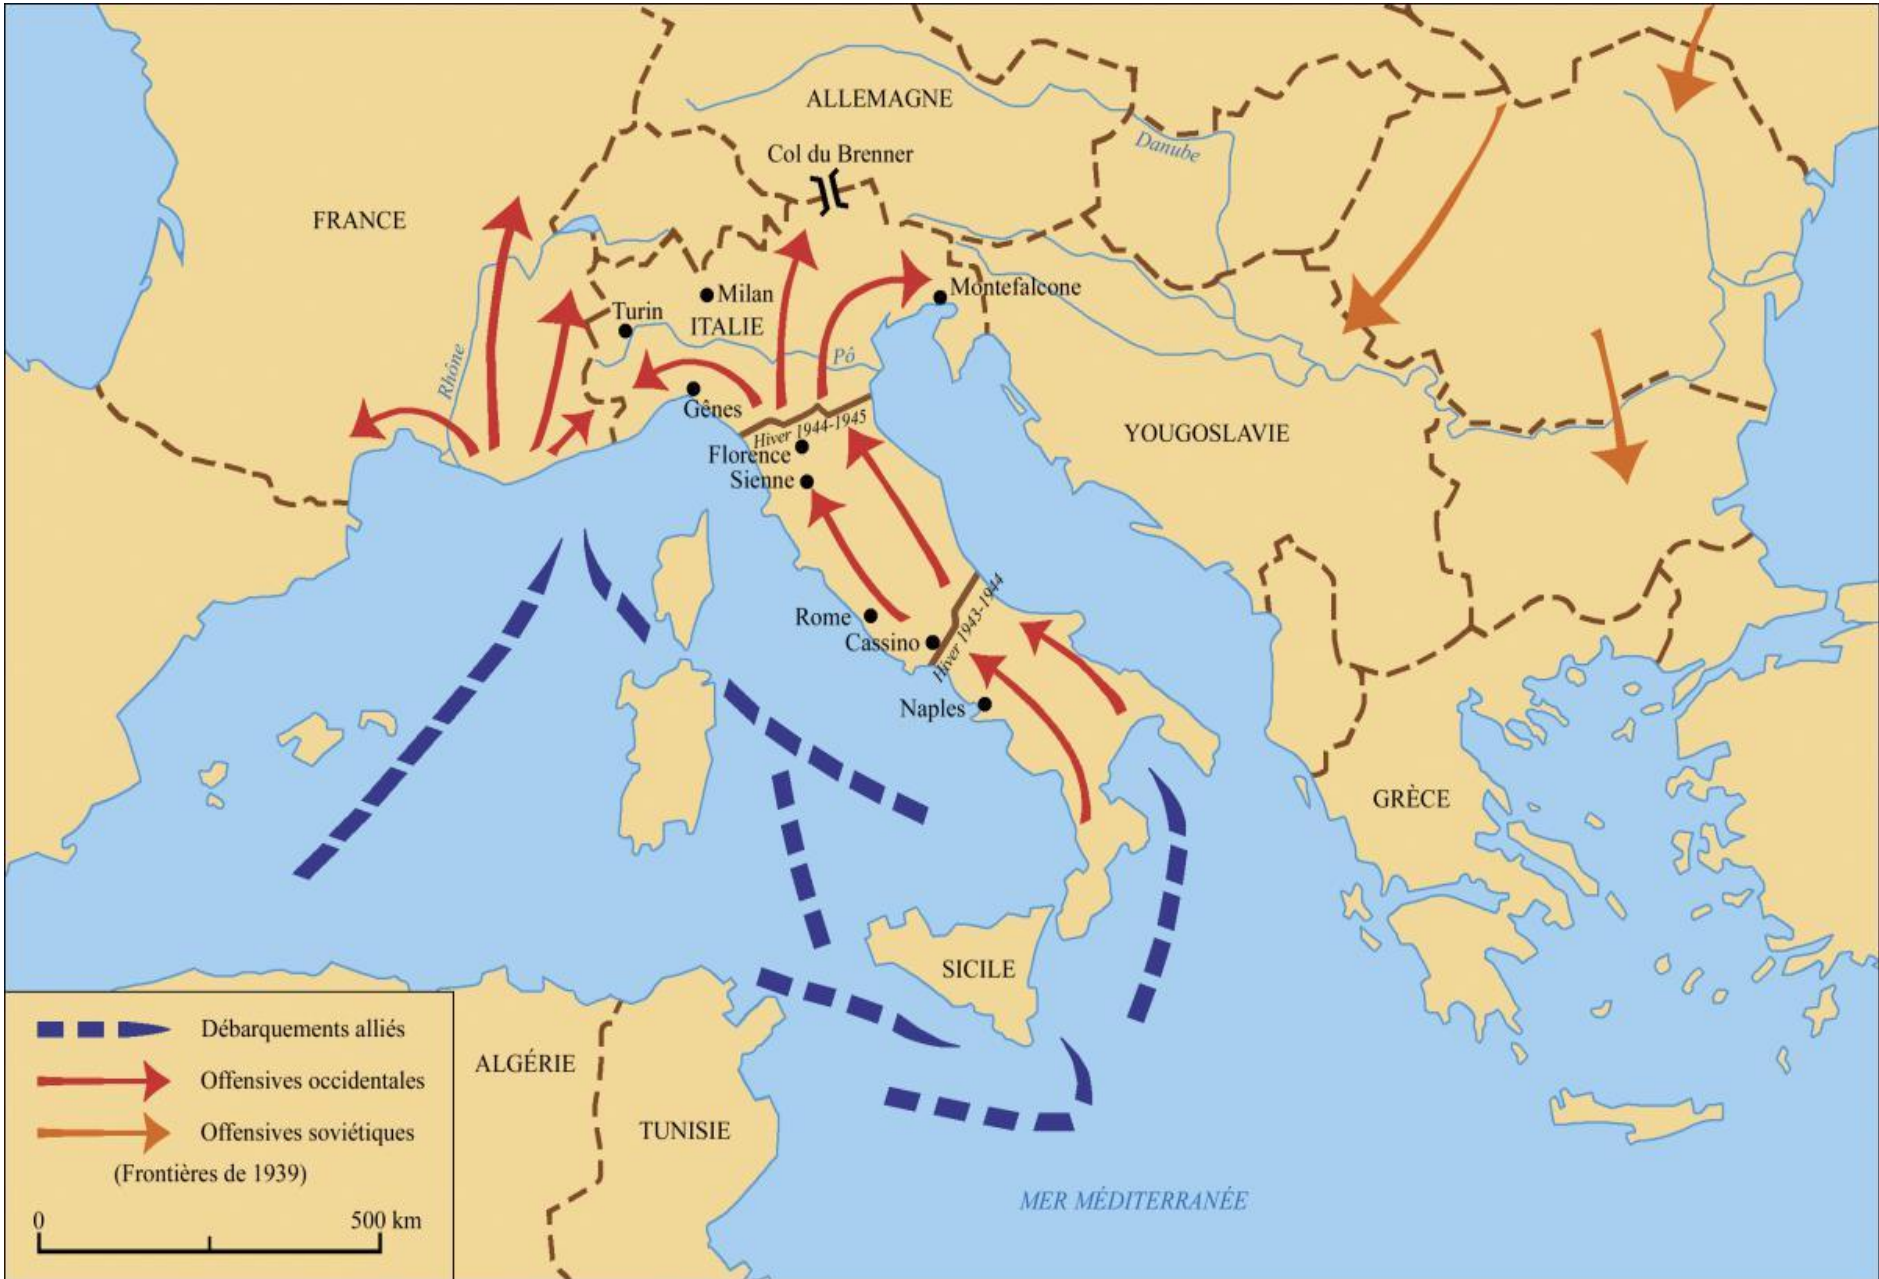 ALLEMAGNE
Danube
Col du Brenner
FRANCE
Milan
Montefalcone
Turin
ITALIE
Rhône
Pô
Gênes
Hiver 1944-1945
Florence
Sienne
YOUGOSLAVIE
Rome
Cassino
Hiver 1943-1944
Naples
GRÈCE
SICILE
ALGÉRIE
TUNISIE
MER MÉDITERRANÉE
Débarquements alliés
Offensives occidentales
Offensives soviétiques
(Frontières de 1939)
0 500 km